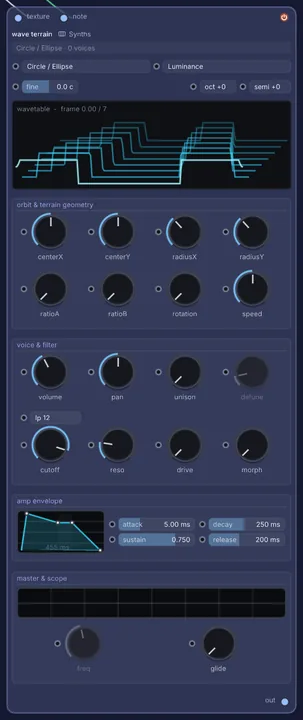 texture note
wave terrain Synths
Circle / Ellipse · 0 voices
Circle / Ellipse Luminance
fine 0.0 c oct +0 semi +0
wavetable · frame 0.00 / 7
orbit & terrain geometry
centerX centerY radiusX radiusY
ratioA ratioB rotation speed
voice & filter
volume pan unison detune
lp 12
cutoff reso drive morph
amp envelope
attack 5.00 ms decay 250 ms
sustain 0.750 release 200 ms
450 ms
master & scope
freq glide
out